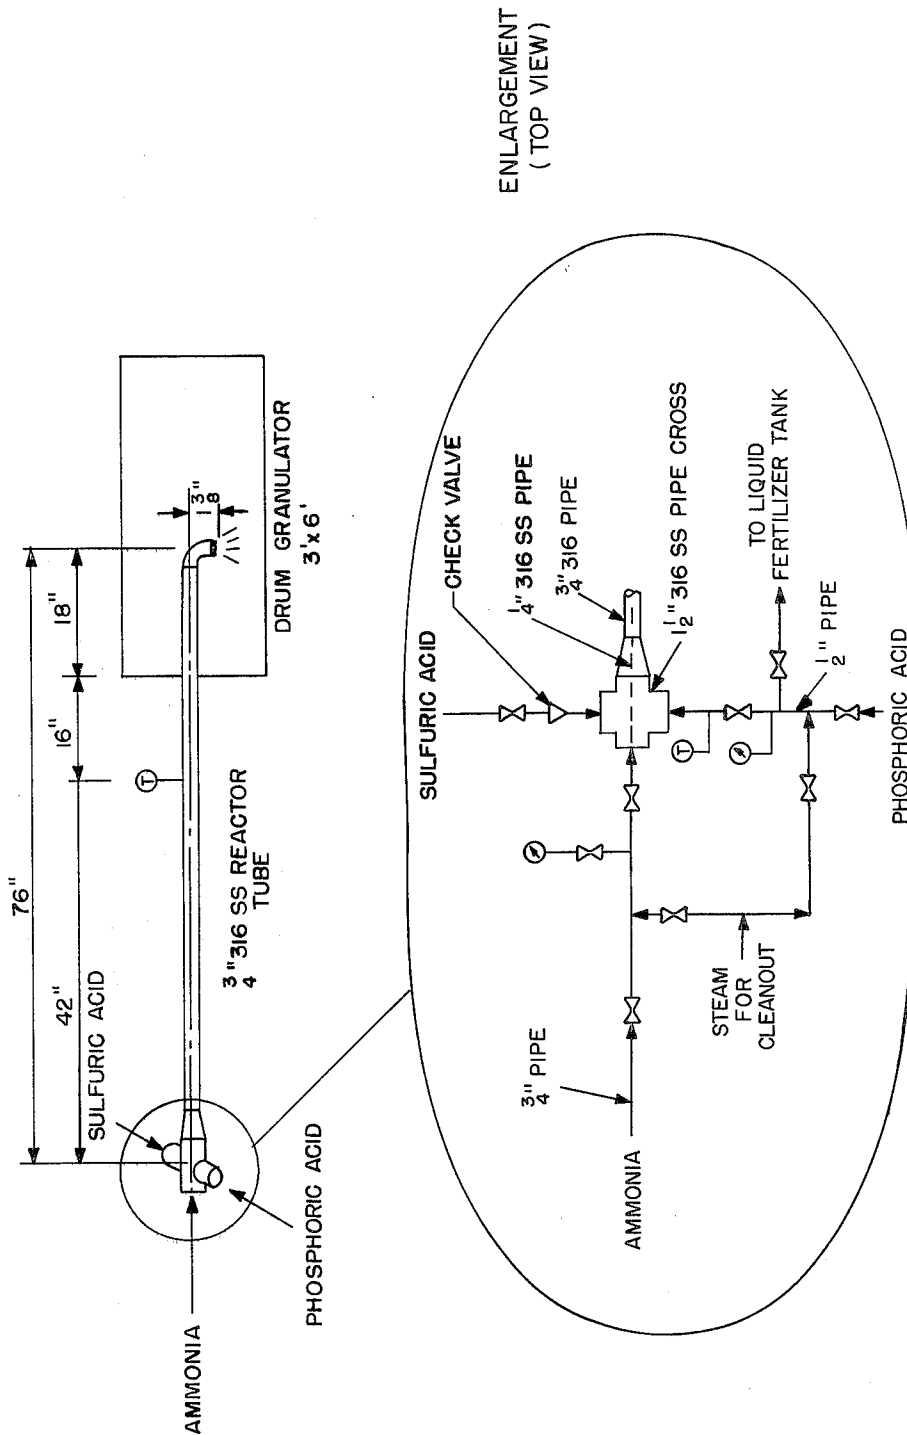 76"
42"
16"
18"
SULFURIC ACID
T
1 3/8"
AMMONIA
3/4" 316 SS REACTOR
TUBE
DRUM GRANULATOR
3'x 6'
PHOSPHORIC ACID
ENLARGEMENT
(TOP VIEW)
SULFURIC ACID
CHECK VALVE
1/4" 316 SS PIPE
3/4" 316 PIPE
1 1/2" 316 SS PIPE CROSS
3/4" PIPE
AMMONIA
STEAM
FOR
CLEANOUT
T
TO LIQUID
FERTILIZER TANK
1/2" PIPE
PHOSPHORIC ACID